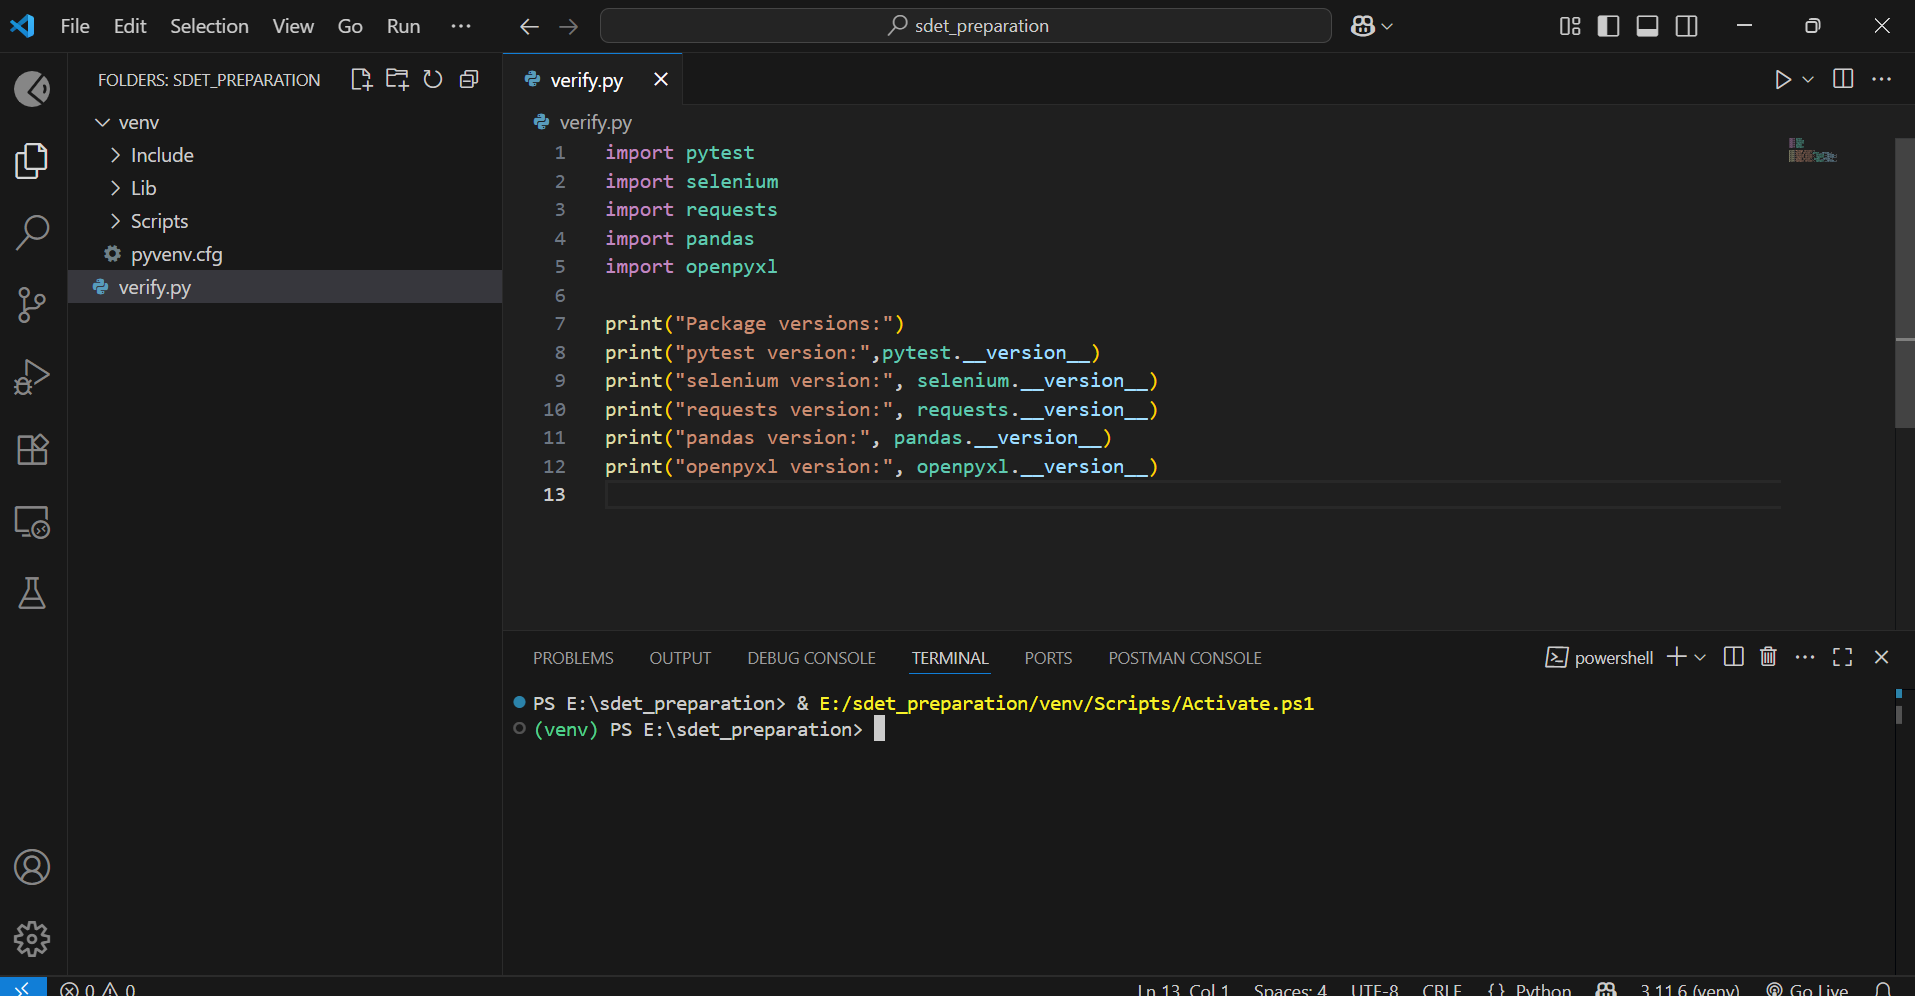 File Edit Selection View Go Run ···
sdet_preparation
FOLDERS: SDET_PREPARATION
venv
Include
Lib
Scripts
pyvenv.cfg
verify.py
verify.py
verify.py
1 import pytest
2 import selenium
3 import requests
4 import pandas
5 import openpyxl
6
7 print("Package versions:")
8 print("pytest version:",pytest.__version__)
9 print("selenium version:", selenium.__version__)
10 print("requests version:", requests.__version__)
11 print("pandas version:", pandas.__version__)
12 print("openpyxl version:", openpyxl.__version__)
13
PROBLEMS OUTPUT DEBUG CONSOLE TERMINAL PORTS POSTMAN CONSOLE
powershell
PS E:\sdet_preparation> & E:/sdet_preparation/venv/Scripts/Activate.ps1
(venv) PS E:\sdet_preparation>
0 0 Ln 13, Col 1 Spaces: 4 UTF-8 CRLF {} Python 3.11.6 (venv) Go Live